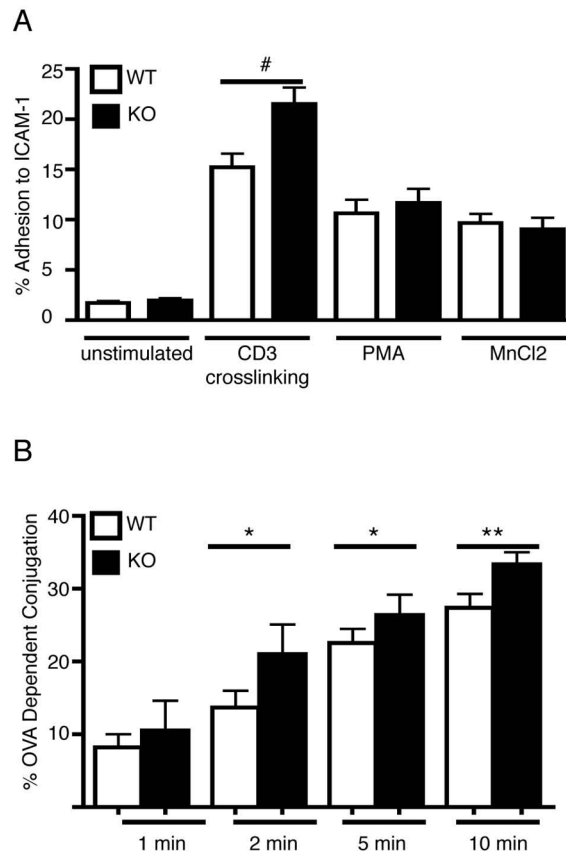 A
WT
KO
#
% Adhesion to ICAM-1
25
20
15
10
5
0
unstimulated
CD3
crosslinking
PMA
MnCl2
B
WT
KO
* * **
% OVA Dependent Conjugation
40
30
20
10
1 min 2 min 5 min 10 min